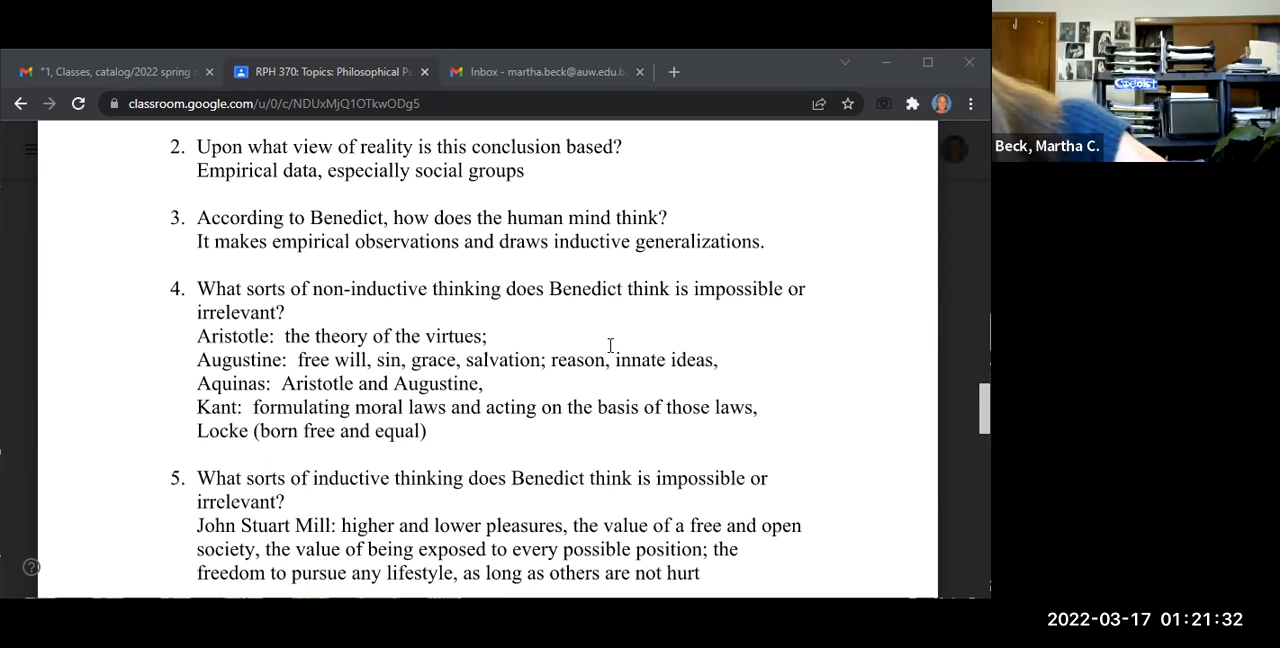 "1, Classes, catalog/2022 spring
RPH 370: Topics: Philosophical P
Inbox - martha.beck@auw.edu.b
classroom.google.com/u/0/c/NDUxMjQ1OTkwODg5
Beck, Martha C.
2. Upon what view of reality is this conclusion based?
Empirical data, especially social groups
3. According to Benedict, how does the human mind think?
It makes empirical observations and draws inductive generalizations.
4. What sorts of non-inductive thinking does Benedict think is impossible or
irrelevant?
Aristotle: the theory of the virtues;
Augustine: free will, sin, grace, salvation; reason, innate ideas,
Aquinas: Aristotle and Augustine,
Kant: formulating moral laws and acting on the basis of those laws,
Locke (born free and equal)
5. What sorts of inductive thinking does Benedict think is impossible or
irrelevant?
John Stuart Mill: higher and lower pleasures, the value of a free and open
society, the value of being exposed to every possible position; the
freedom to pursue any lifestyle, as long as others are not hurt
2022-03-17 01:21:32